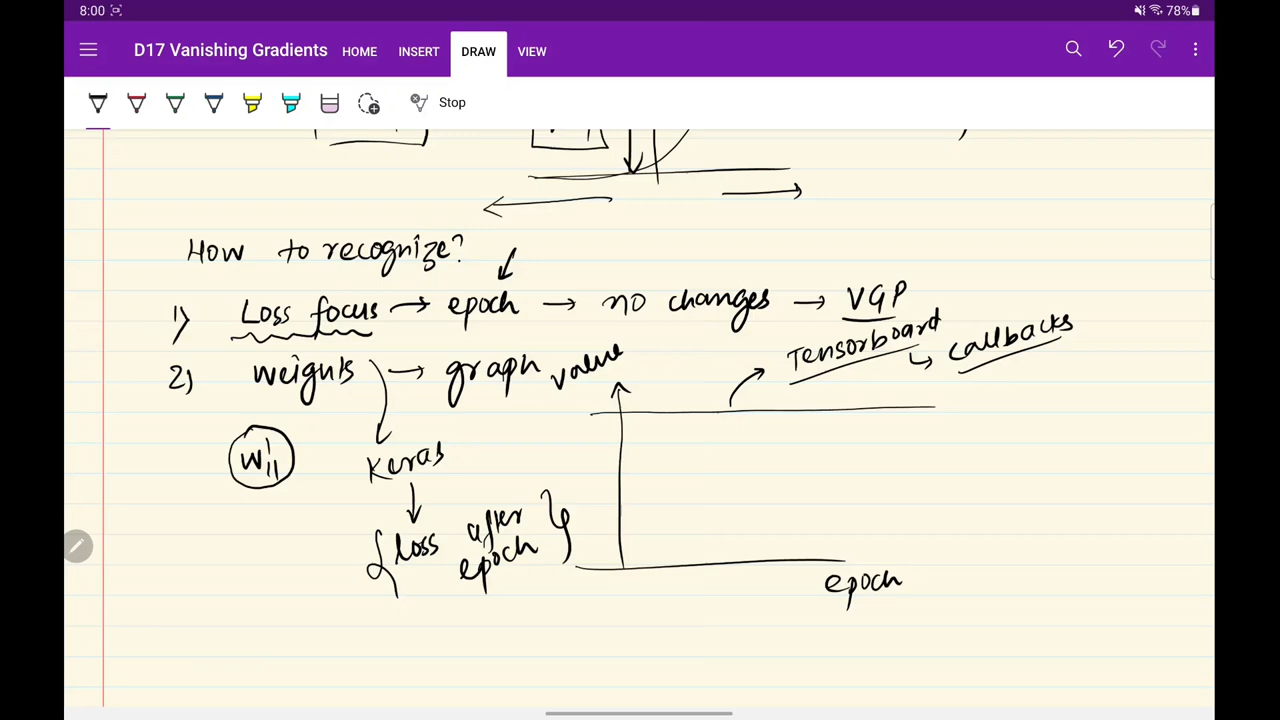 8:00 78%
D17 Vanishing Gradients HOME INSERT DRAW VIEW
Stop
How to recognize?
1) Loss focus → epoch → no changes → VGP
Tensorboard ↳ callbacks
2) weights → graph
value
w¹₁₁
Keras
{loss after epoch}
epoch